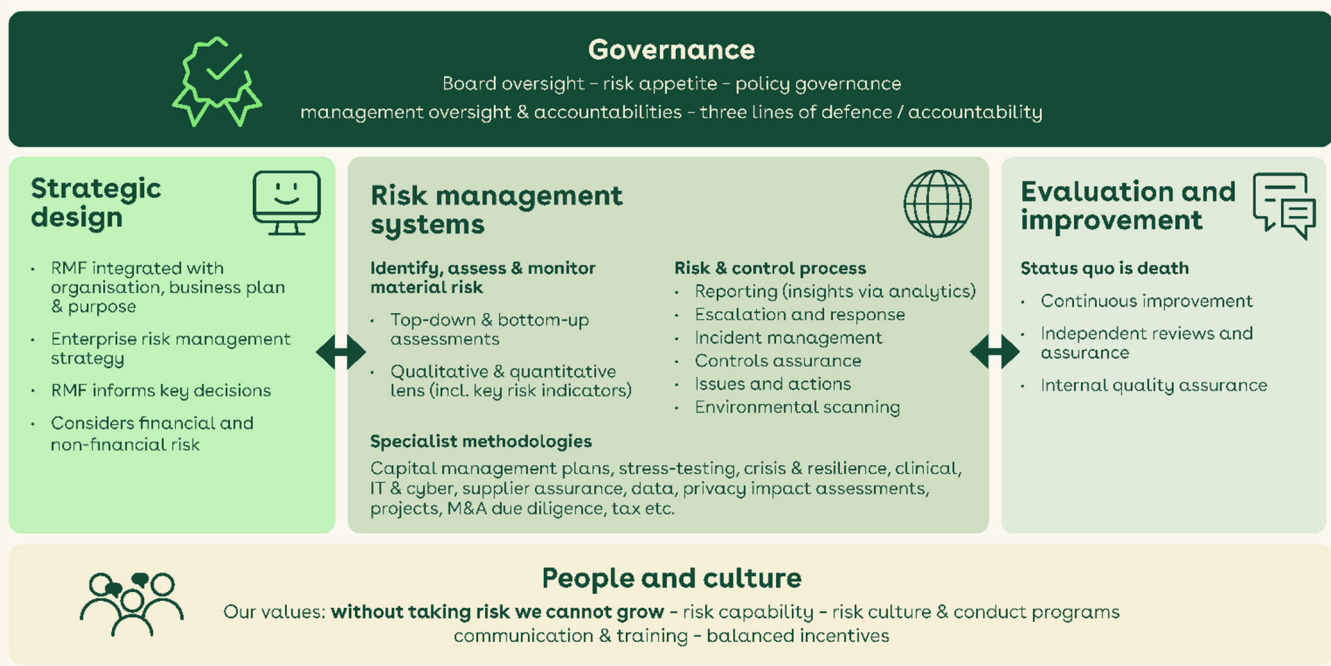 Governance
Board oversight – risk appetite – policy governance
management oversight & accountabilities – three lines of defence / accountability
Strategic
design
• RMF integrated with
organisation, business plan
& purpose
• Enterprise risk management
strategy
• RMF informs key decisions
• Considers financial and
non-financial risk
Risk management
systems
Identify, assess & monitor
material risk
• Top-down & bottom-up
assessments
• Qualitative & quantitative
lens (incl. key risk indicators)
Risk & control process
• Reporting (insights via analytics)
• Escalation and response
• Incident management
• Controls assurance
• Issues and actions
• Environmental scanning
Specialist methodologies
Capital management plans, stress-testing, crisis & resilience, clinical,
IT & cyber, supplier assurance, data, privacy impact assessments,
projects, M&A due diligence, tax etc.
Evaluation and
improvement
Status quo is death
• Continuous improvement
• Independent reviews and
assurance
• Internal quality assurance
People and culture
Our values: without taking risk we cannot grow – risk capability – risk culture & conduct programs
communication & training – balanced incentives